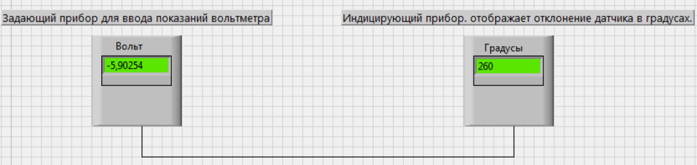 Задающий прибор для ввода показаний вольтметра
Индицирующий прибор. отображает отклонение датчика в градусах.
Вольт
-5,90254
Градусы
260